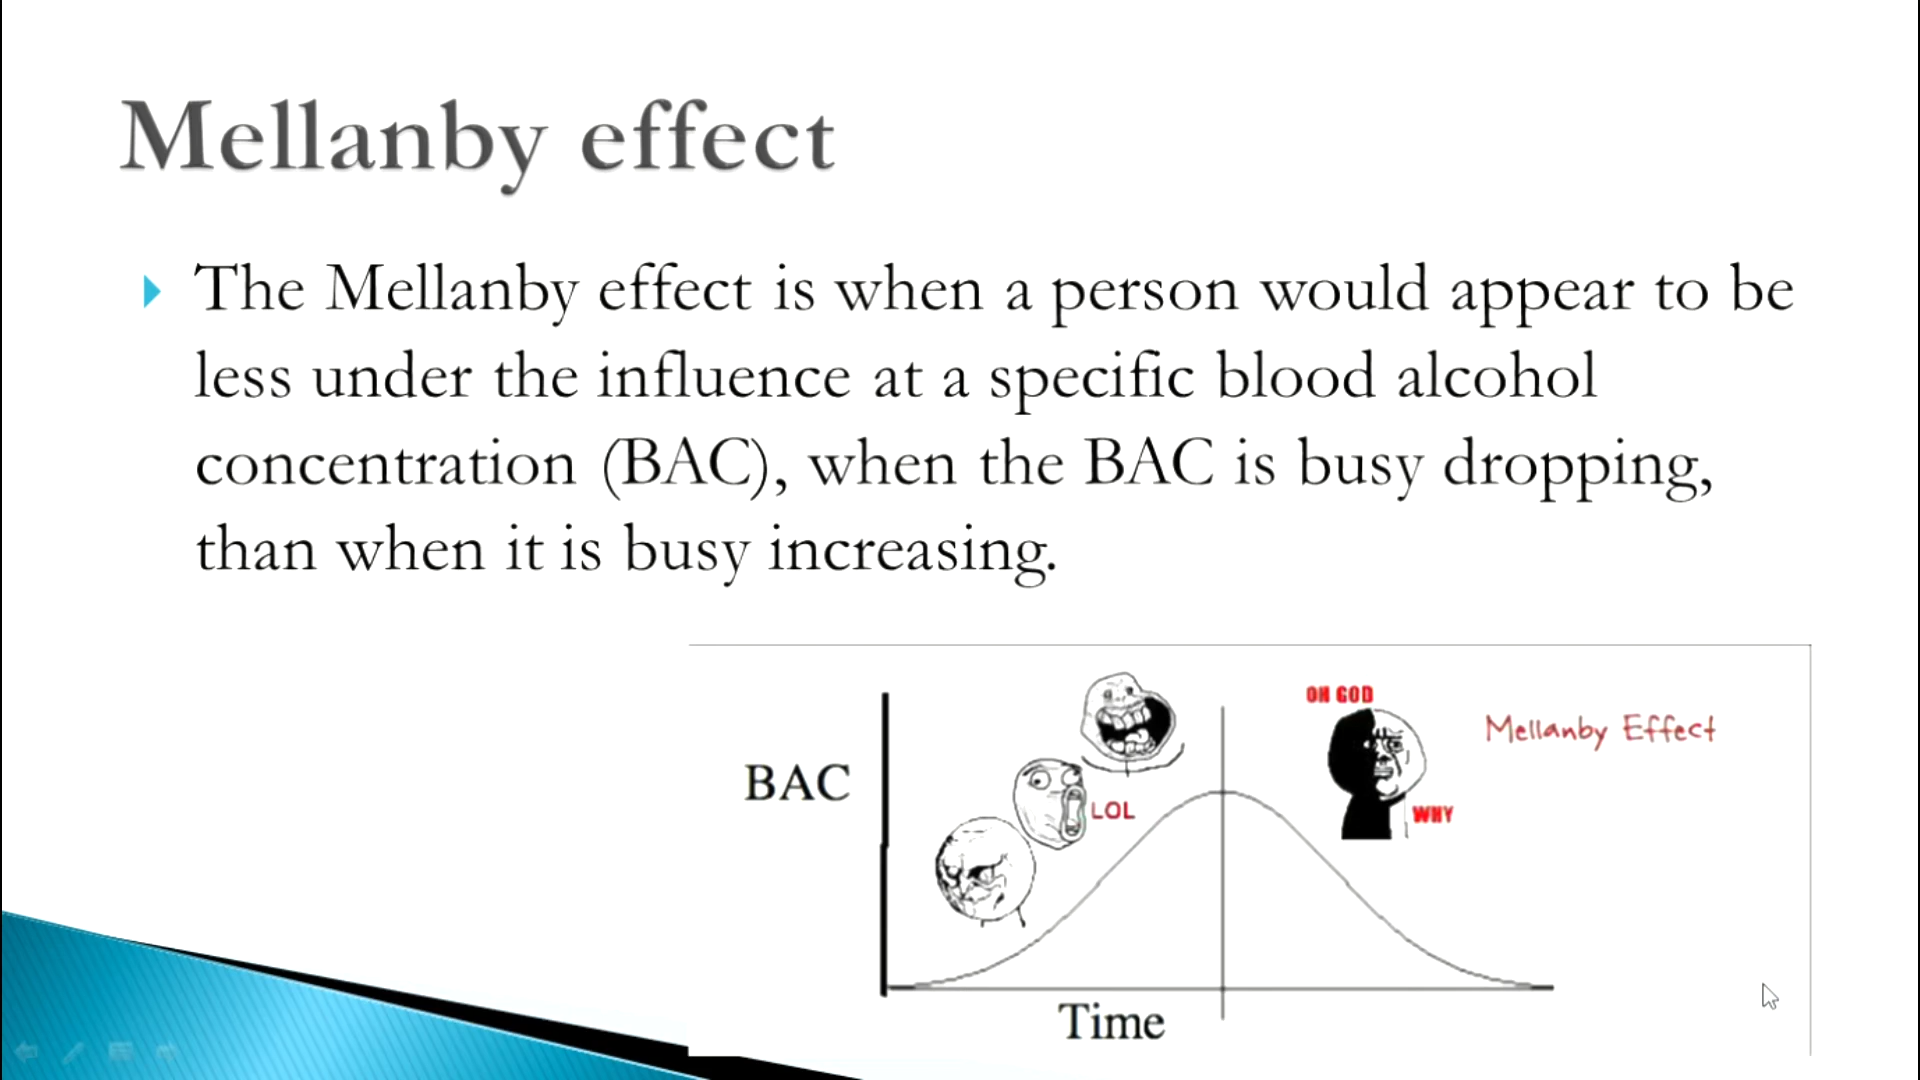 Mellanby effect
The Mellanby effect is when a person would appear to be
less under the influence at a specific blood alcohol
concentration (BAC), when the BAC is busy dropping,
than when it is busy increasing.
OH GOD
Mellanby Effect
BAC
LOL
WHY
Time